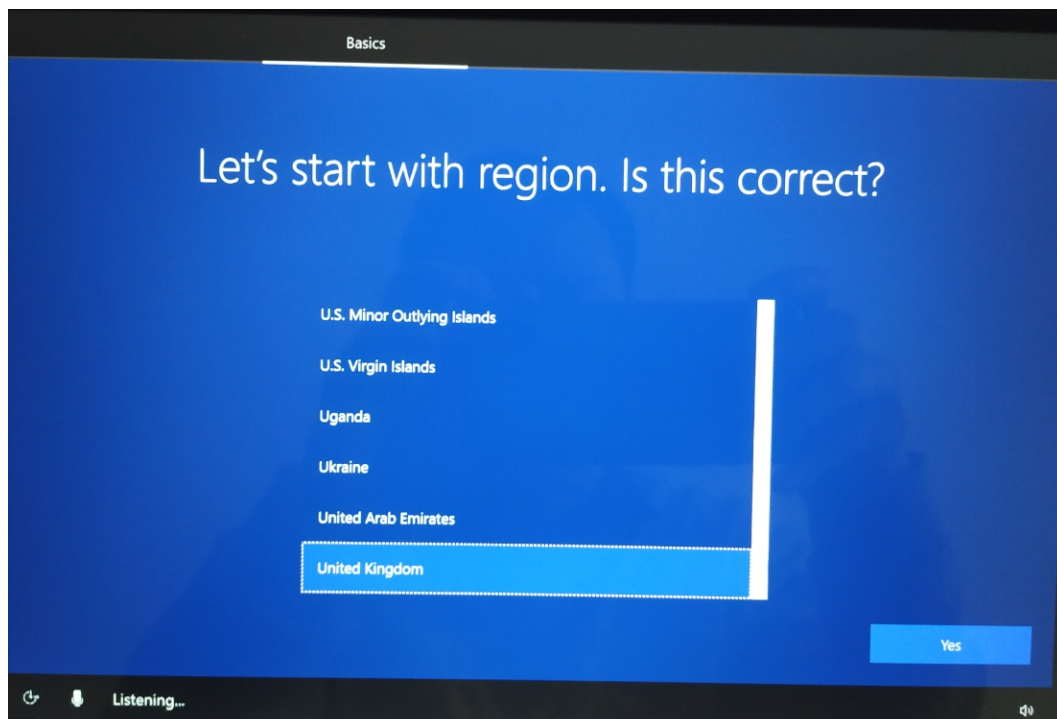 Basics
Let's start with region. Is this correct?
U.S. Minor Outlying Islands
U.S. Virgin Islands
Uganda
Ukraine
United Arab Emirates
United Kingdom
Yes
Listening...